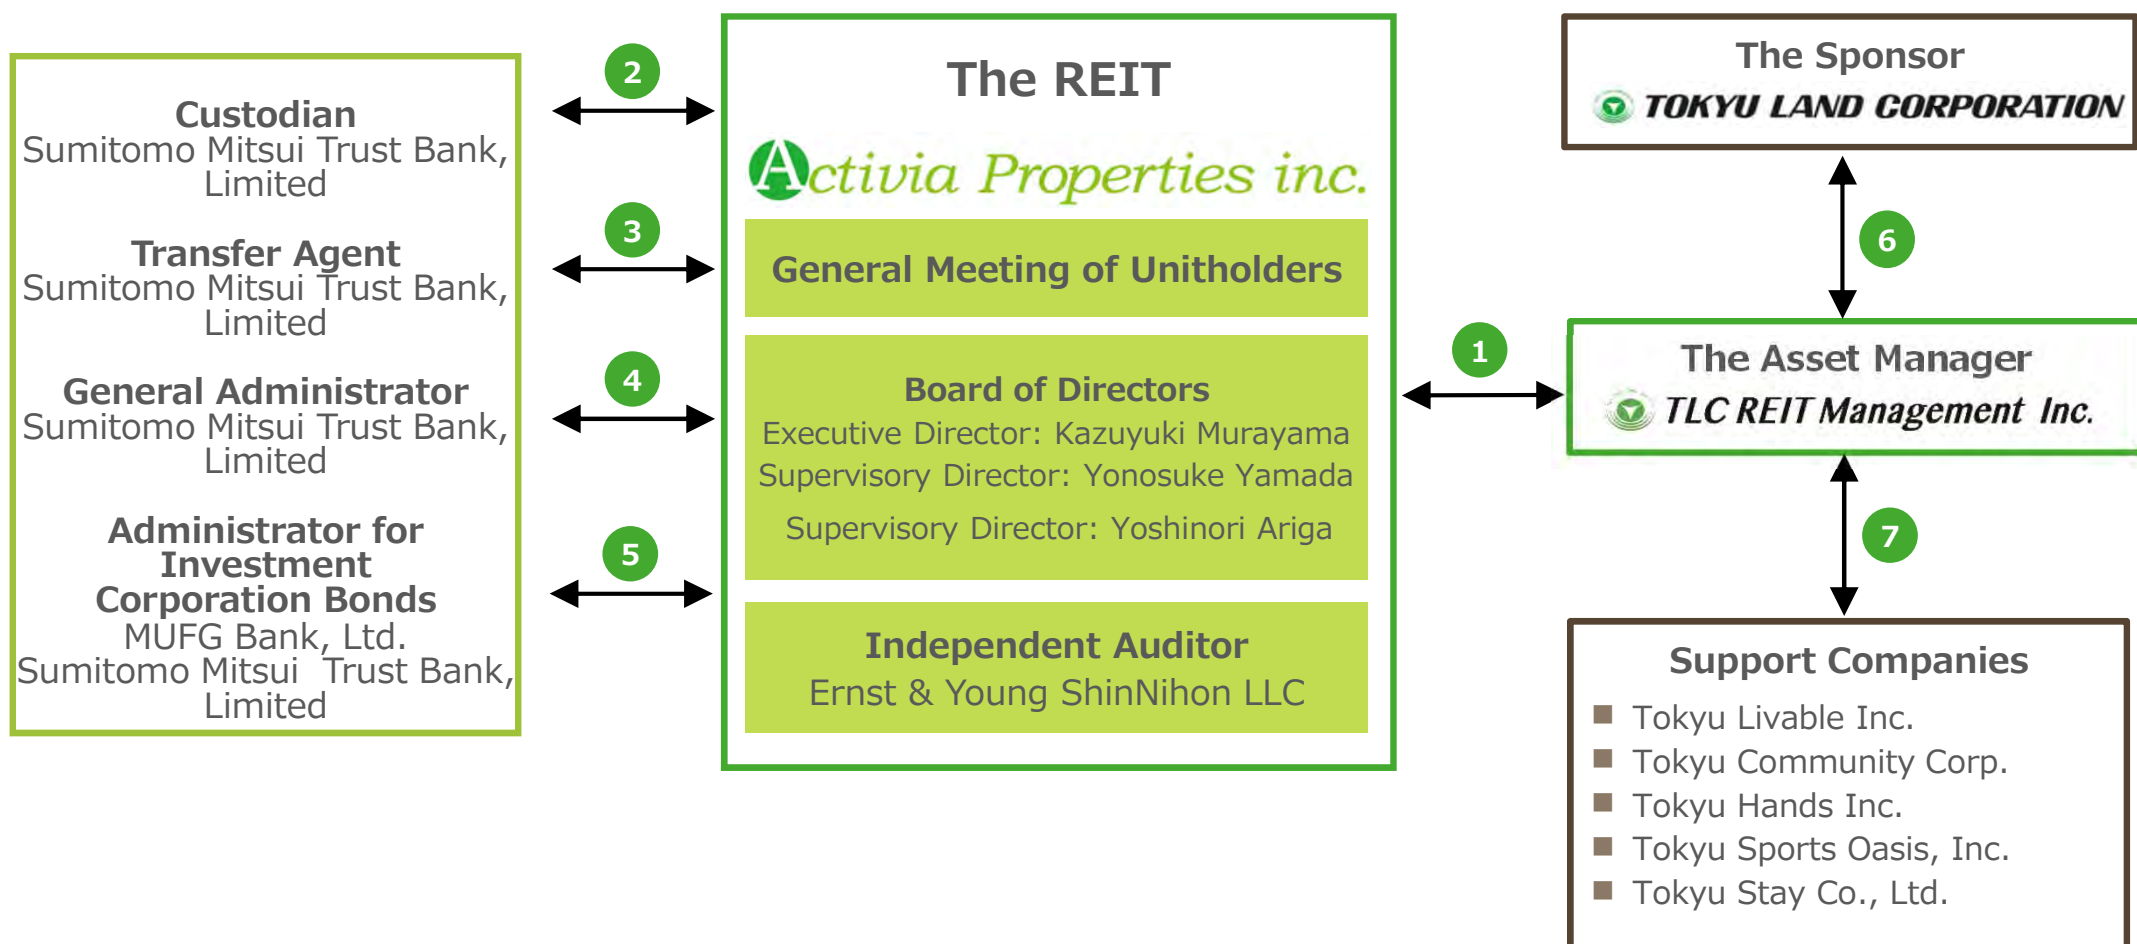 Custodian
Sumitomo Mitsui Trust Bank,
Limited
Transfer Agent
Sumitomo Mitsui Trust Bank,
Limited
General Administrator
Sumitomo Mitsui Trust Bank,
Limited
Administrator for
Investment
Corporation Bonds
MUFG Bank, Ltd.
Sumitomo Mitsui Trust Bank,
Limited
2
3
4
5
The REIT
Activia Properties inc.
General Meeting of Unitholders
Board of Directors
Executive Director: Kazuyuki Murayama
Supervisory Director: Yonosuke Yamada
Supervisory Director: Yoshinori Ariga
Independent Auditor
Ernst & Young ShinNihon LLC
1
The Sponsor
TOKYU LAND CORPORATION
6
The Asset Manager
TLC REIT Management Inc.
7
Support Companies
■ Tokyu Livable Inc.
■ Tokyu Community Corp.
■ Tokyu Hands Inc.
■ Tokyu Sports Oasis, Inc.
■ Tokyu Stay Co., Ltd.